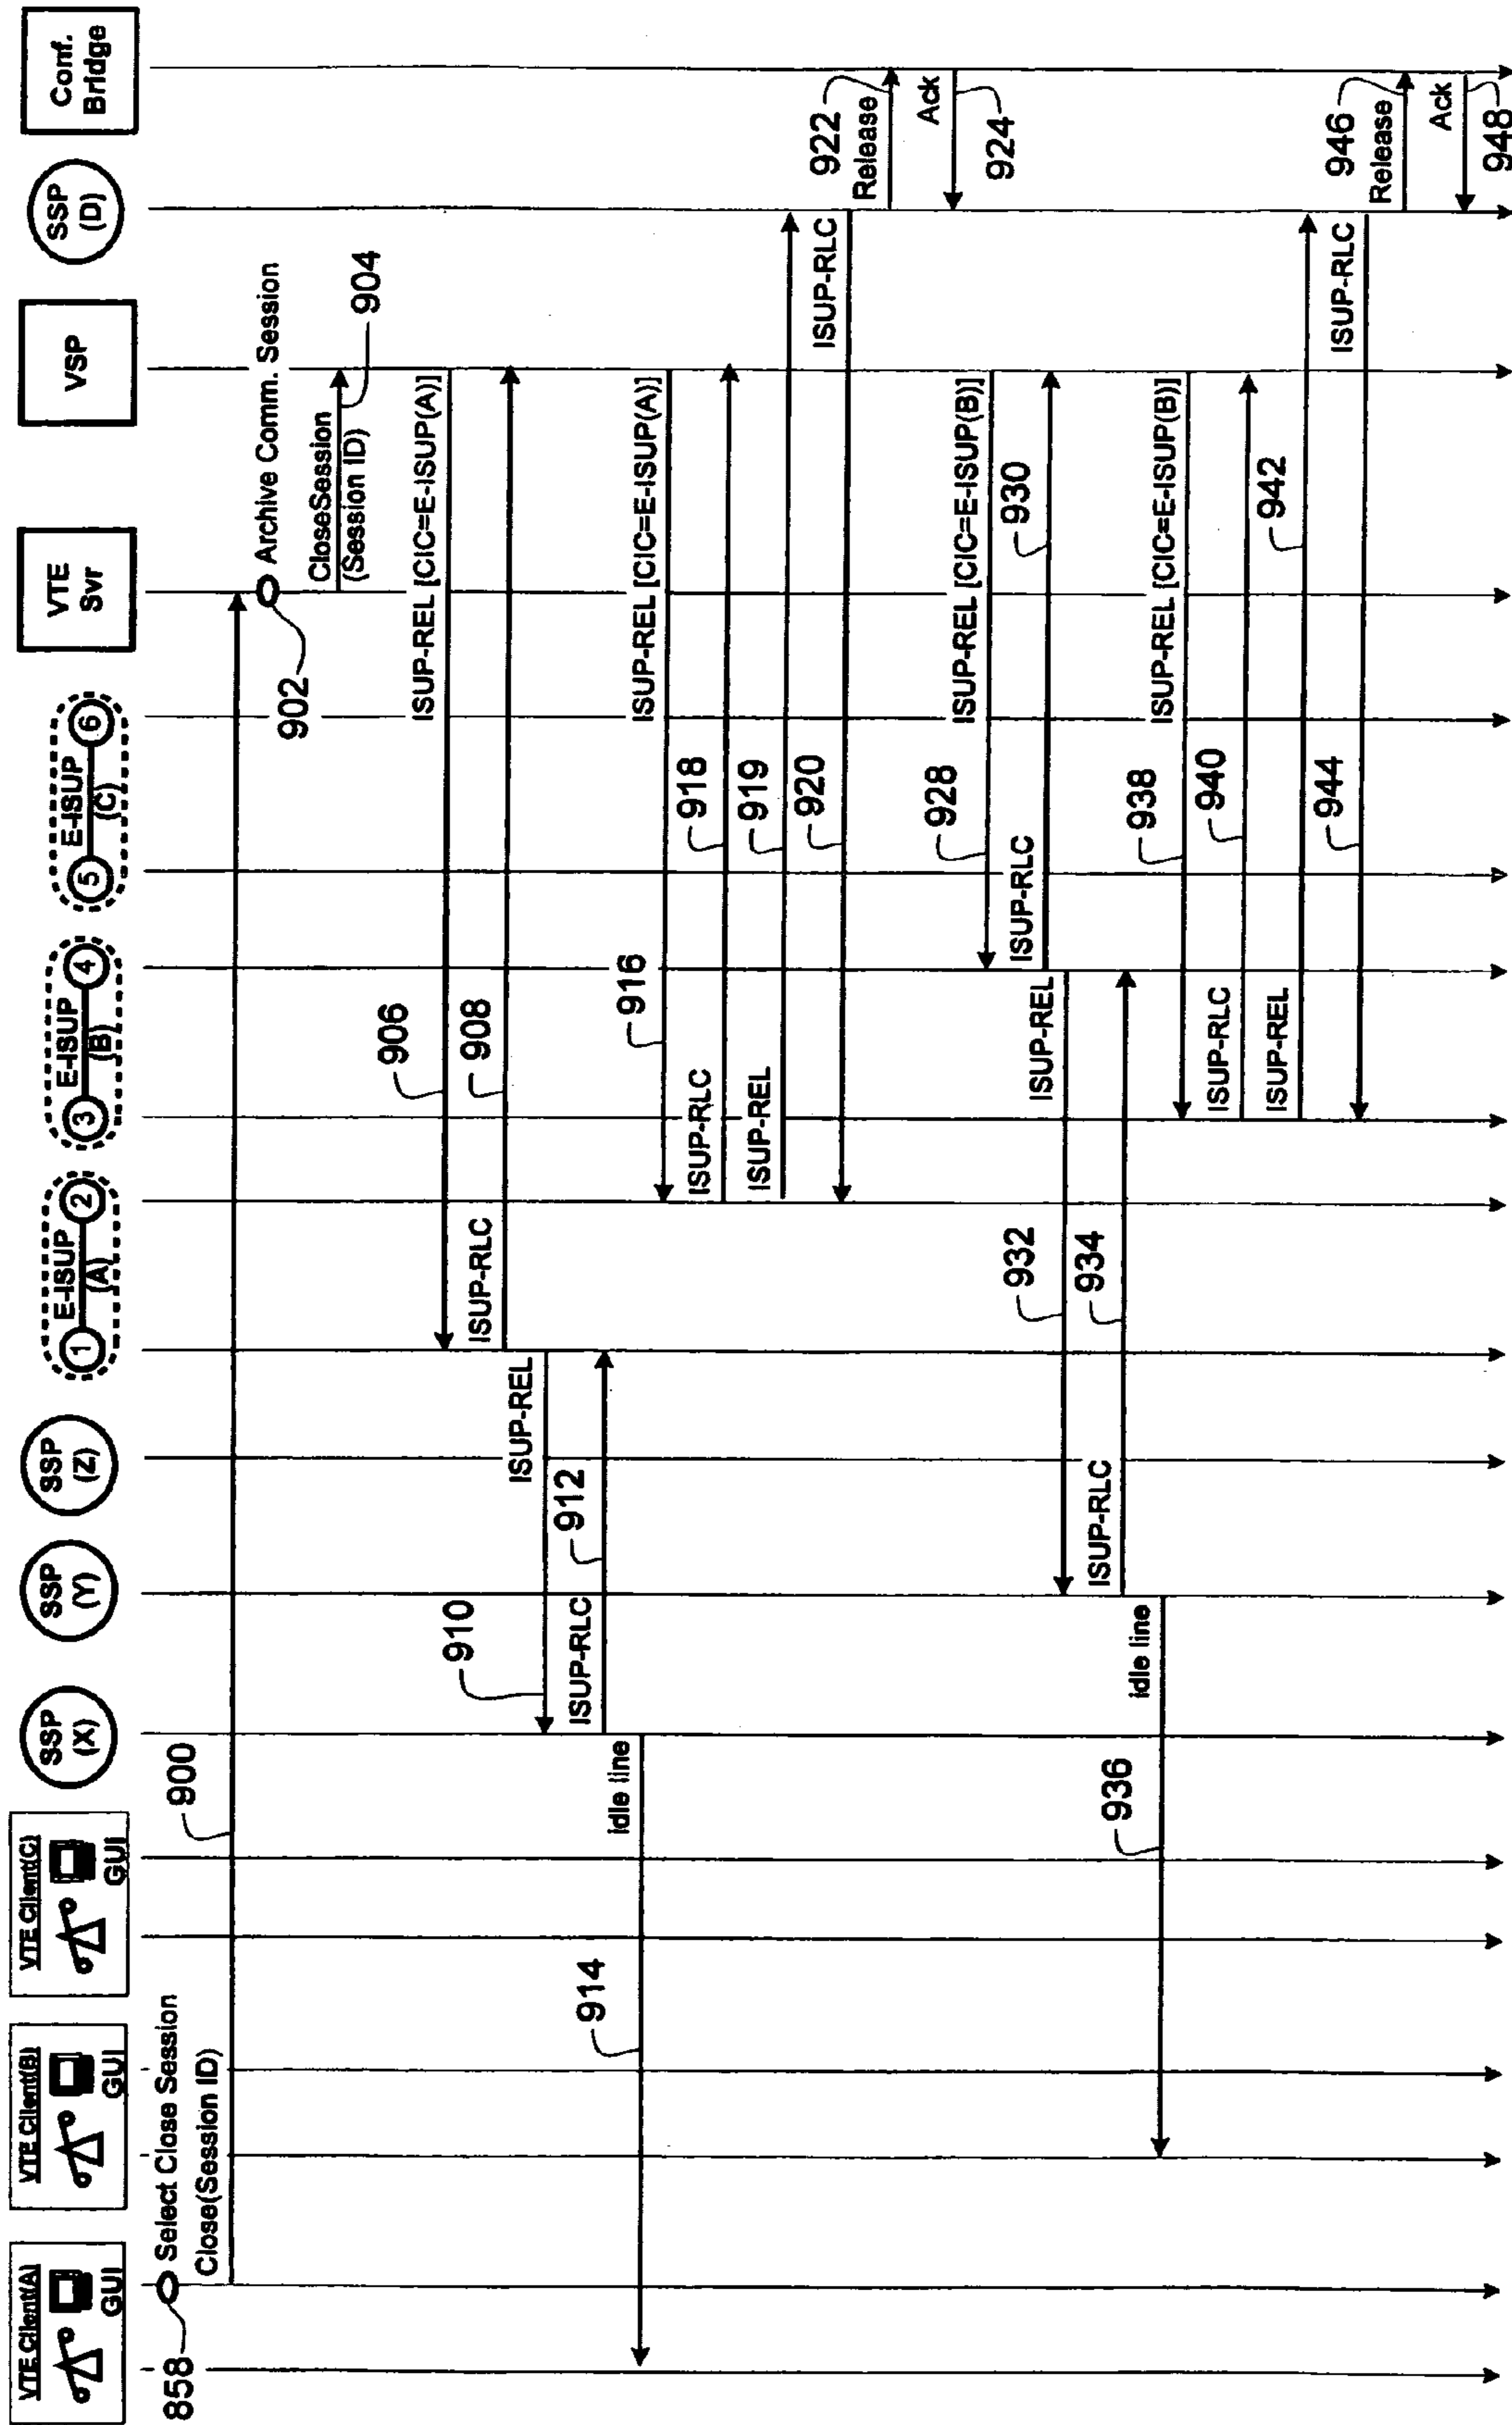 VTE Client(A)
GUI
VTE Client(B)
GUI
VTE Client(C)
GUI
SSP
(X)
SSP
(Y)
SSP
(Z)
1
E-ISUP
(A)
2
3
E-ISUP
(B)
4
5
E-ISUP
(C)
6
VTE
Svr
VSP
SSP
(D)
Conf.
Bridge
858
Select Close Session
Close(Session ID)
900
902
Archive Comm. Session
CloseSession
(Session ID)
904
906
ISUP-REL [CIC=E-ISUP(A)]
ISUP-RLC
908
ISUP-REL
910
ISUP-RLC
912
idle line
914
916
ISUP-REL [CIC=E-ISUP(A)]
ISUP-RLC
918
ISUP-REL
919
920
ISUP-RLC
922
Release
Ack
924
928
ISUP-REL [CIC=E-ISUP(B)]
ISUP-RLC
930
ISUP-REL
932
ISUP-RLC
934
idle line
936
938
ISUP-REL [CIC=E-ISUP(B)]
ISUP-RLC
940
ISUP-REL
942
944
ISUP-RLC
946
Release
Ack
948